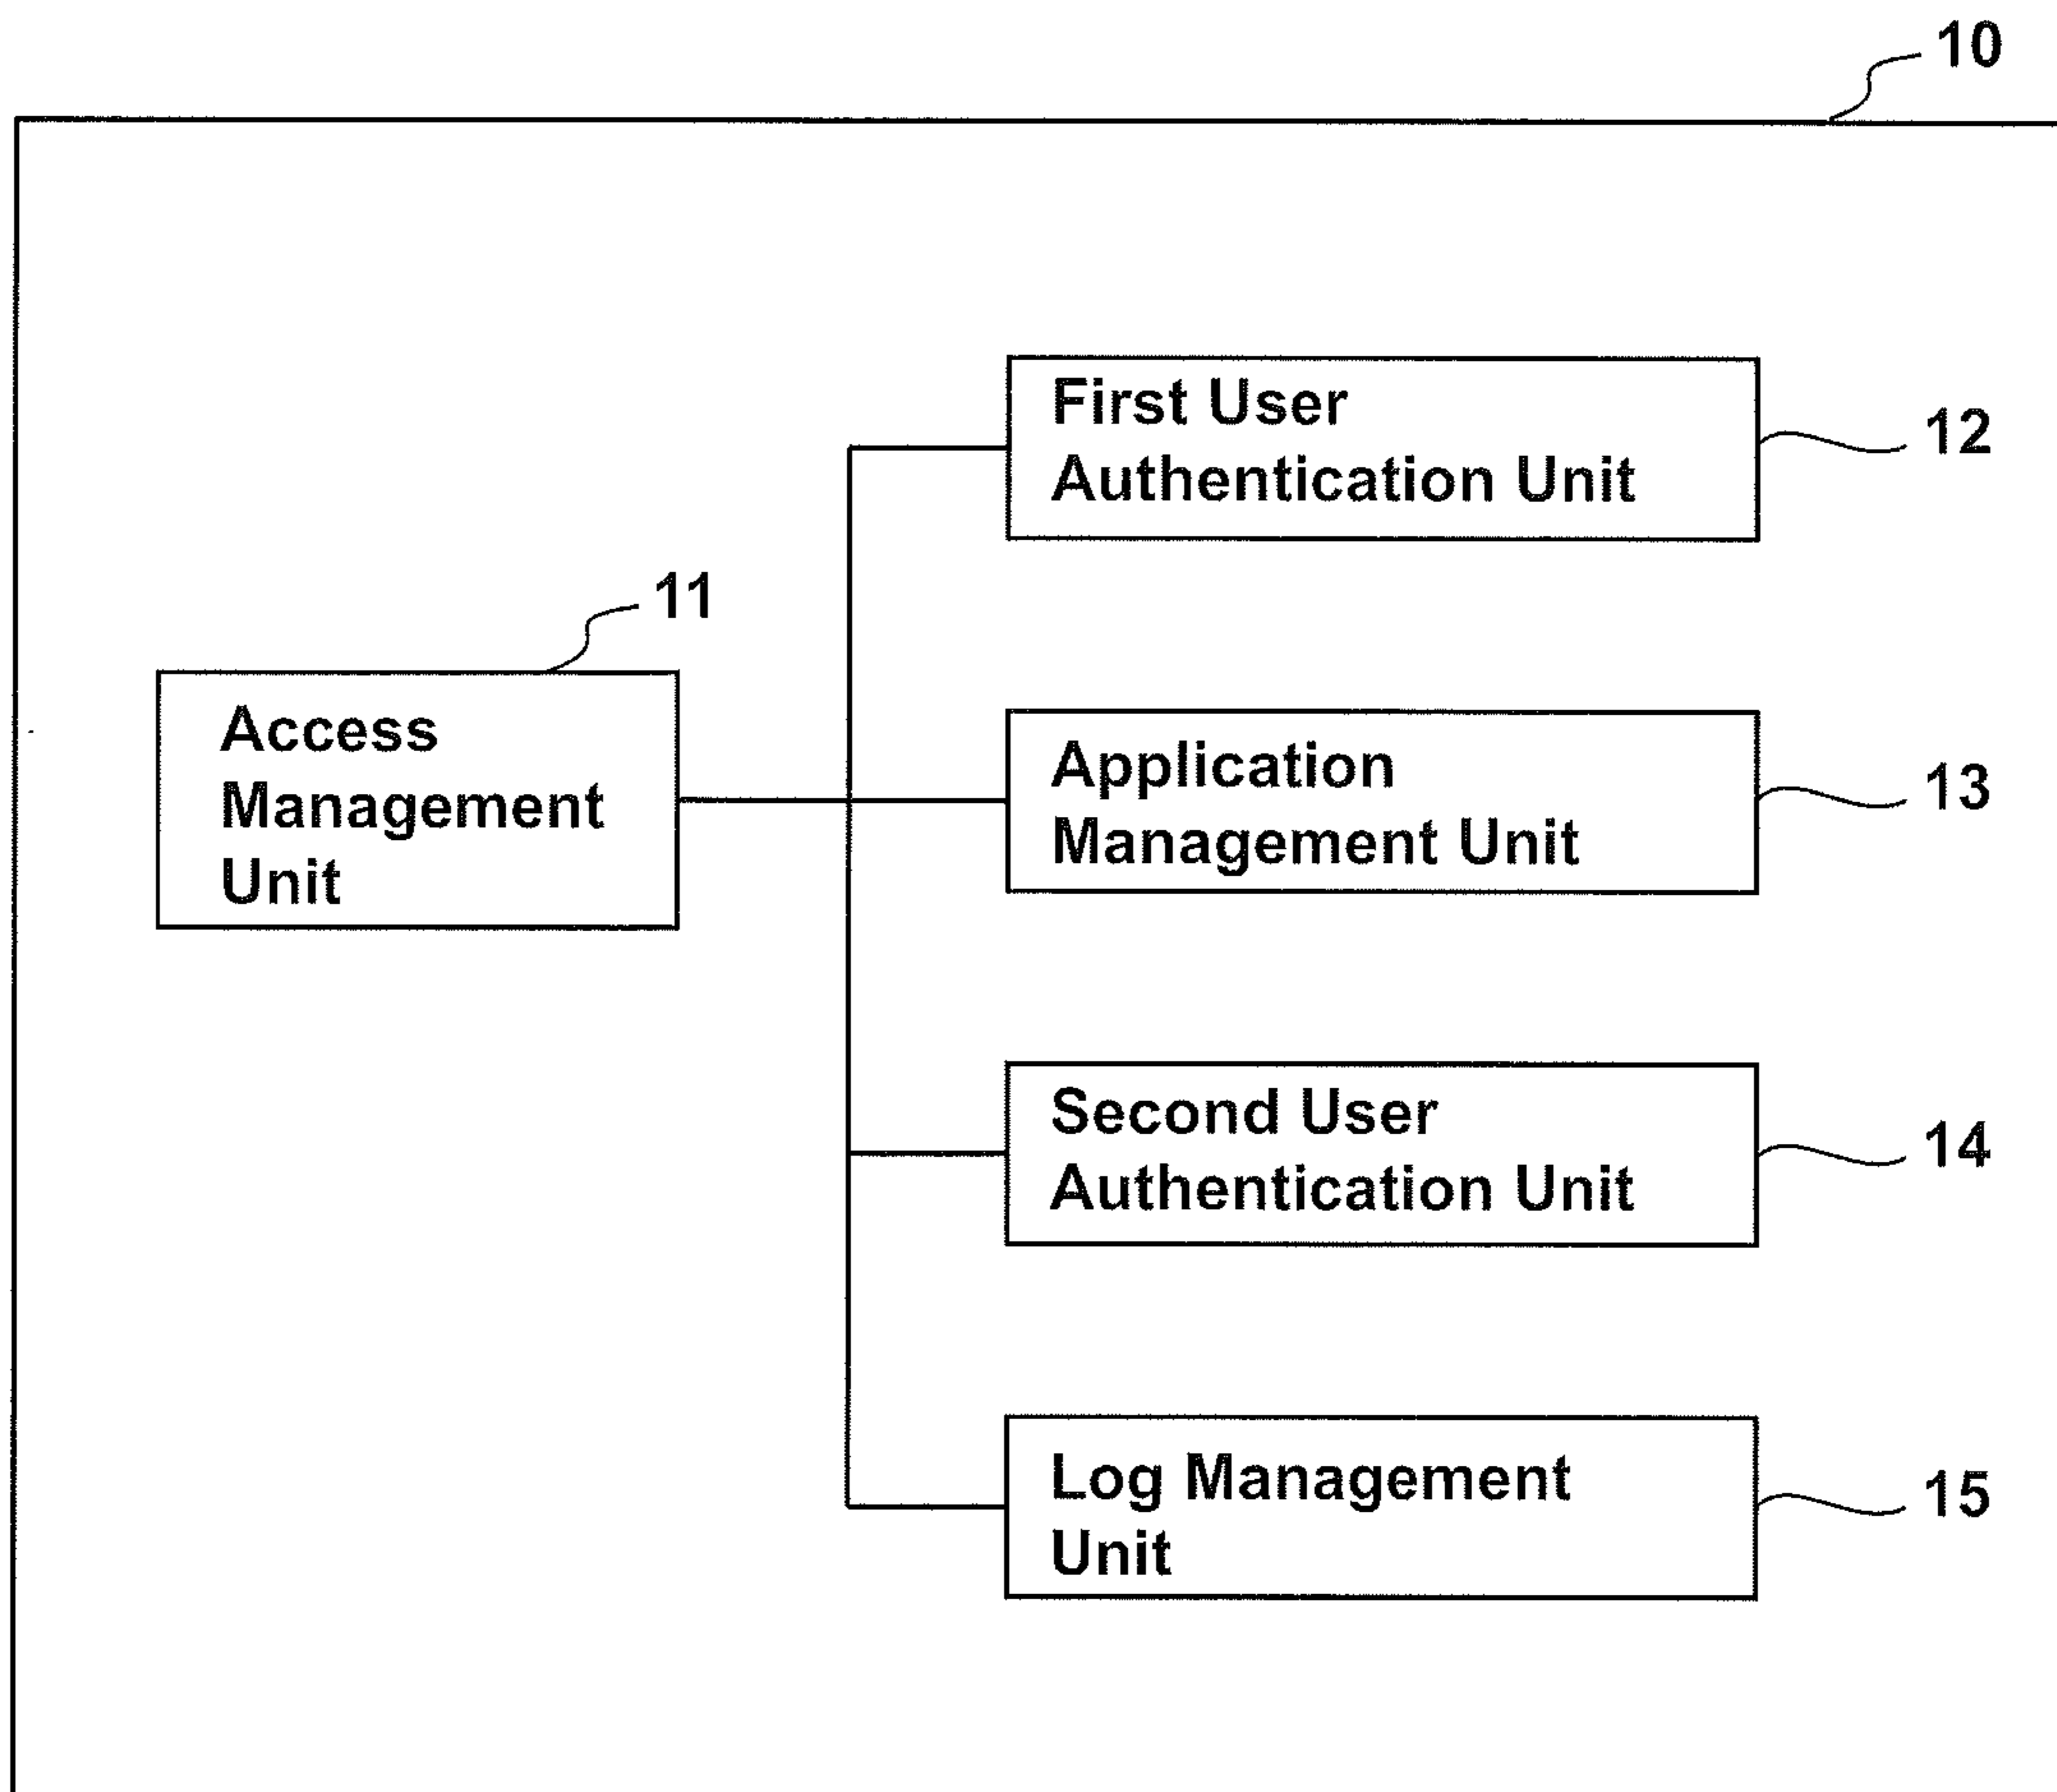 10
First User
Authentication Unit
12
11
Access
Management
Unit
Application
Management Unit
13
Second User
Authentication Unit
14
Log Management
Unit
15